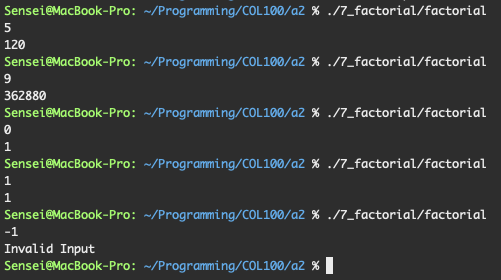 Sensei@MacBook-Pro: ~/Programming/COL100/a2 % ./7_factorial/factorial
5
120
Sensei@MacBook-Pro: ~/Programming/COL100/a2 % ./7_factorial/factorial
9
362880
Sensei@MacBook-Pro: ~/Programming/COL100/a2 % ./7_factorial/factorial
0
1
Sensei@MacBook-Pro: ~/Programming/COL100/a2 % ./7_factorial/factorial
1
1
Sensei@MacBook-Pro: ~/Programming/COL100/a2 % ./7_factorial/factorial
-1
Invalid Input
Sensei@MacBook-Pro: ~/Programming/COL100/a2 %